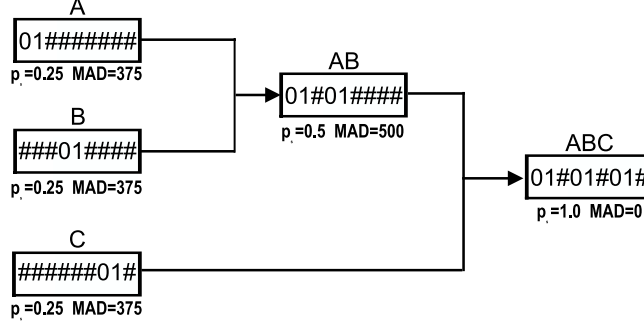 A
01#######
p =0.25 MAD=375
B
###01####
p =0.25 MAD=375
C
######01#
p =0.25 MAD=375
AB
01#01####
p =0.5 MAD=500
ABC
01#01#01#
p =1.0 MAD=0